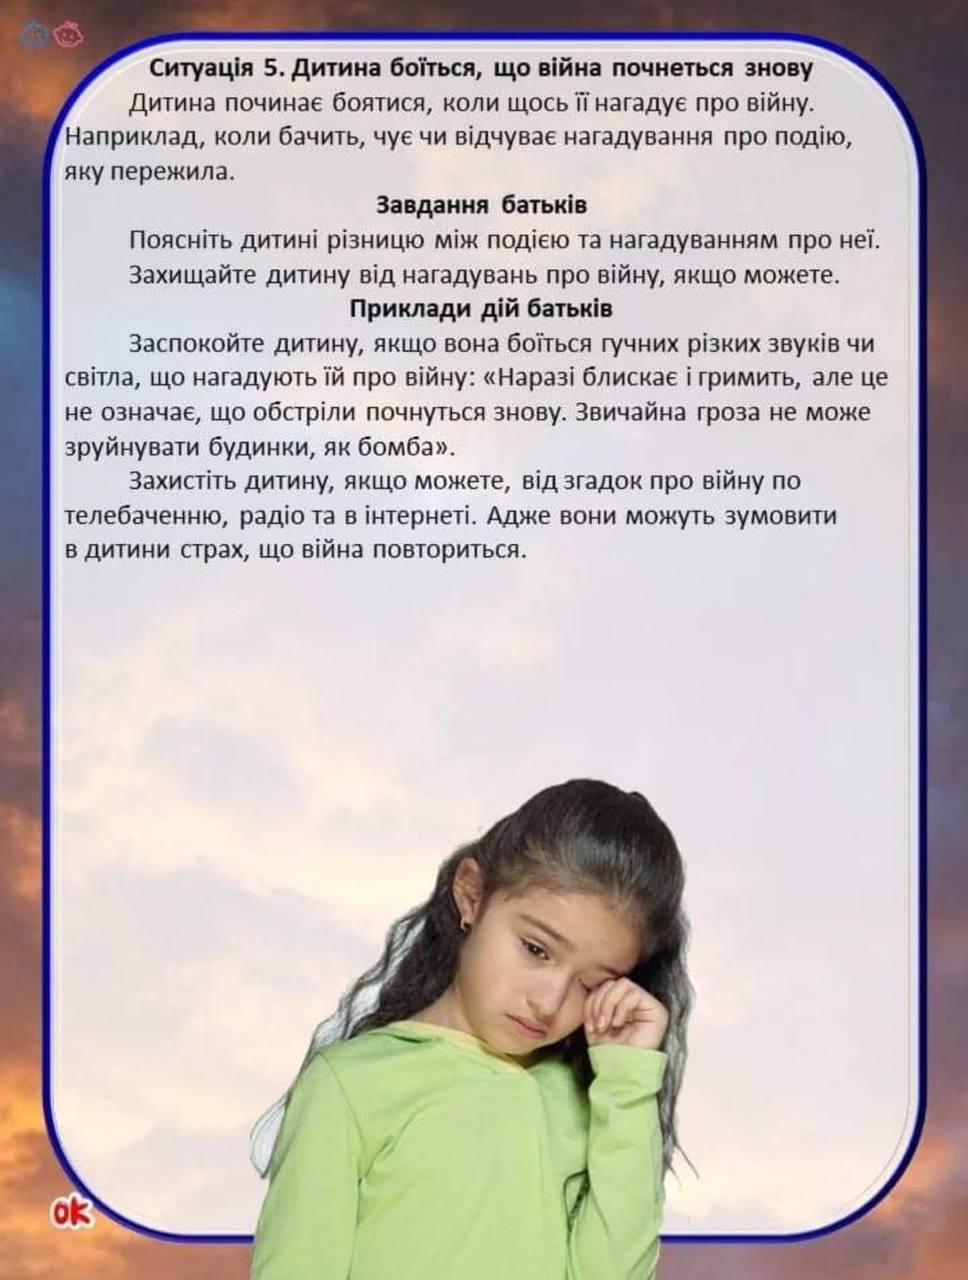 Ситуація 5. Дитина боїться, що війна почнеться знову
Дитина починає боятися, коли щось її нагадує про війну.
Наприклад, коли бачить, чує чи відчуває нагадування про подію,
яку пережила.
Завдання батьків
Поясніть дитині різницю між подією та нагадуванням про неї.
Захищайте дитину від нагадувань про війну, якщо можете.
Приклади дій батьків
Заспокойте дитину, якщо вона боїться гучних різких звуків чи
світла, що нагадують їй про війну: «Наразі блискає і гримить, але це
не означає, що обстріли почнуться знову. Звичайна гроза не може
зруйнувати будинки, як бомба».
Захистіть дитину, якщо можете, від згадок про війну по
телебаченню, радіо та в інтернеті. Адже вони можуть зумовити
в дитини страх, що війна повториться.
ок